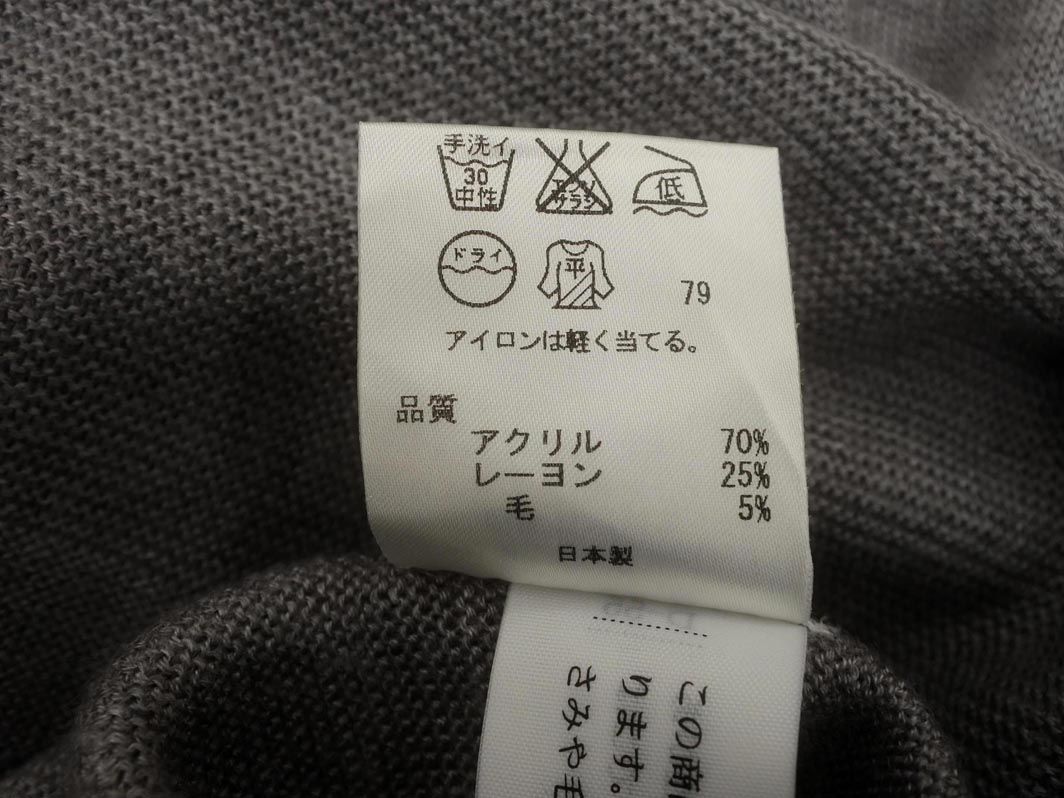 手洗イ
30
中性
エンソ
サラシ
低
ドライ
平
79
アイロンは軽く当てる。
品質
アクリル 70%
レーヨン 25%
毛 5%
日本製
この商
ります。
さみや毛